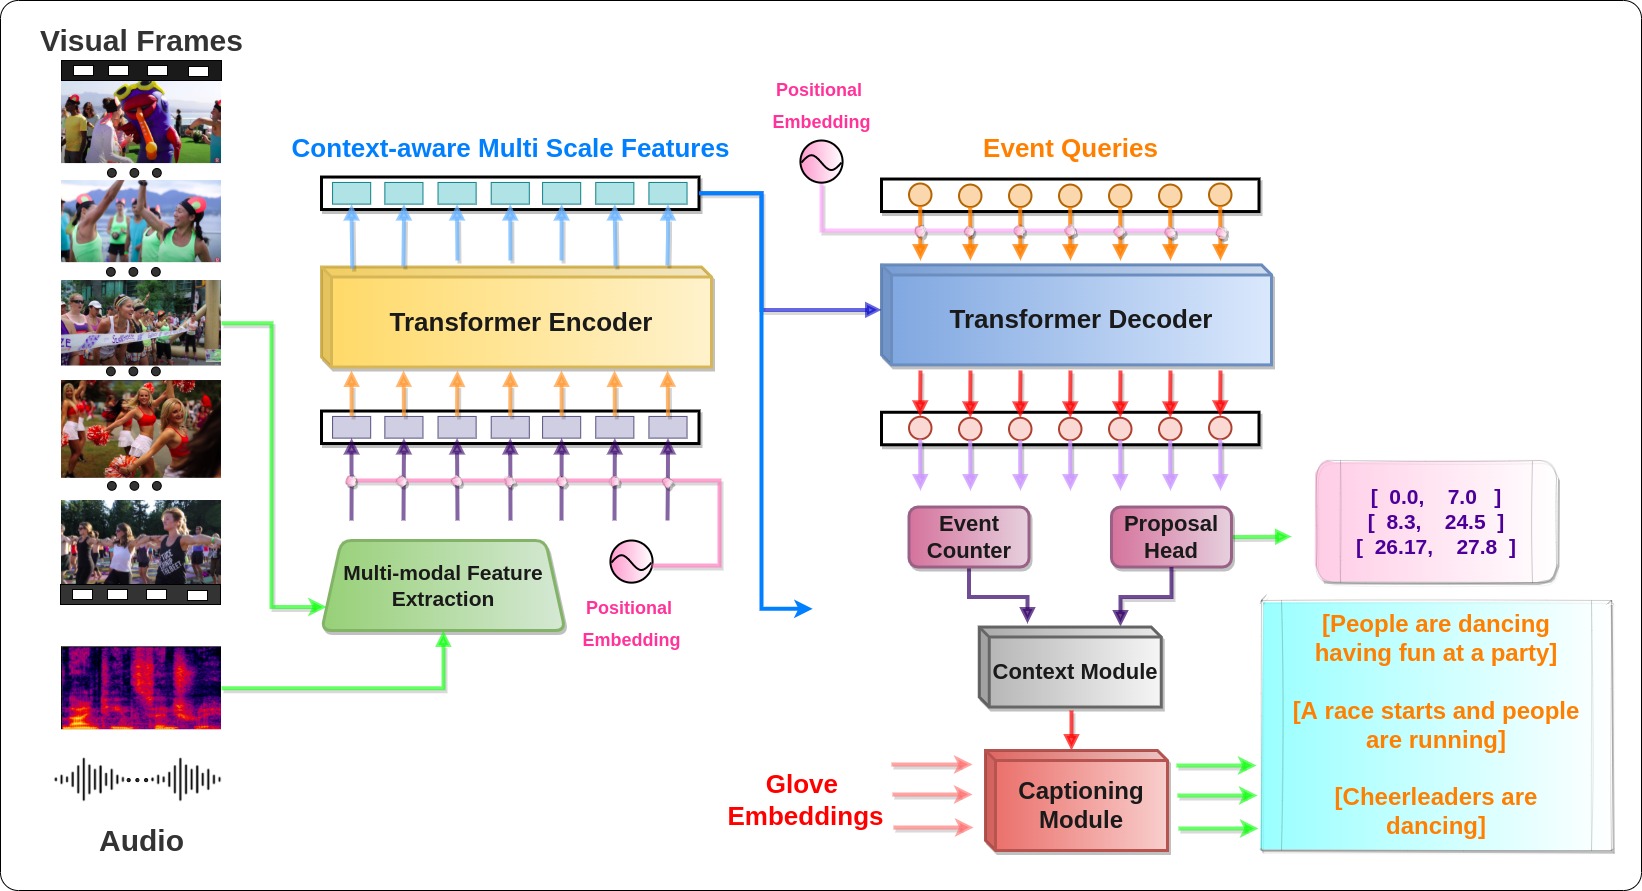 Visual Frames
Context-aware Multi Scale Features
Positional
Embedding
Event Queries
Transformer Encoder
Transformer Decoder
Multi-modal Feature
Extraction
Positional
Embedding
Event
Counter
Proposal
Head
[ 0.0, 7.0 ]
[ 8.3, 24.5 ]
[ 26.17, 27.8 ]
Context Module
Glove
Embeddings
Captioning
Module
[People are dancing
having fun at a party]
[A race starts and people
are running]
[Cheerleaders are
dancing]
Audio